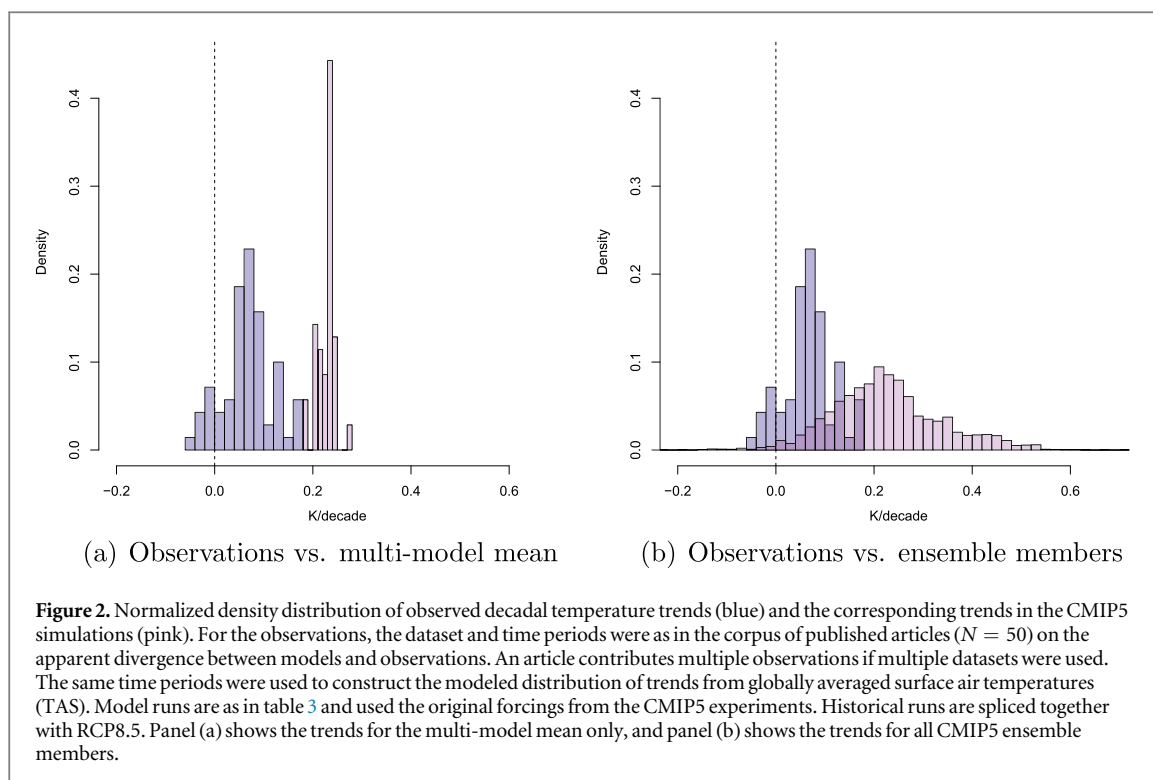 0.4
0.3
0.2
0.1
0.0
Density
−0.2
0.0
0.2
0.4
0.6
K/decade
(a) Observations vs. multi-model mean
0.4
0.3
0.2
0.1
0.0
Density
−0.2
0.0
0.2
0.4
0.6
K/decade
(b) Observations vs. ensemble members
Figure 2. Normalized density distribution of observed decadal temperature trends (blue) and the corresponding trends in the CMIP5
simulations (pink). For the observations, the dataset and time periods were as in the corpus of published articles (N = 50) on the
apparent divergence between models and observations. An article contributes multiple observations if multiple datasets were used.
The same time periods were used to construct the modeled distribution of trends from globally averaged surface air temperatures
(TAS). Model runs are as in table 3 and used the original forcings from the CMIP5 experiments. Historical runs are spliced together
with RCP8.5. Panel (a) shows the trends for the multi-model mean only, and panel (b) shows the trends for all CMIP5 ensemble
members.